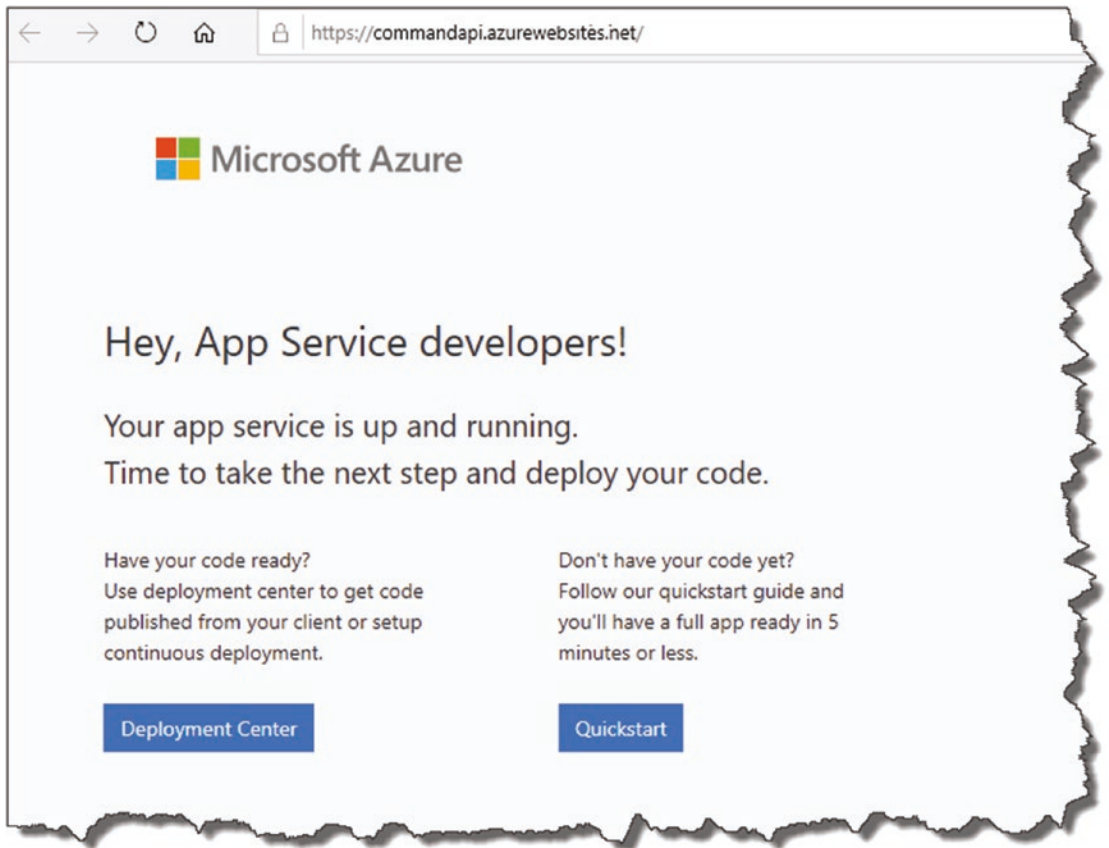 https://commandapi.azurewebsites.net/
Microsoft Azure
Hey, App Service developers!
Your app service is up and running.
Time to take the next step and deploy your code.
Have your code ready?
Use deployment center to get code
published from your client or setup
continuous deployment.
Deployment Center
Don't have your code yet?
Follow our quickstart guide and
you'll have a full app ready in 5
minutes or less.
Quickstart